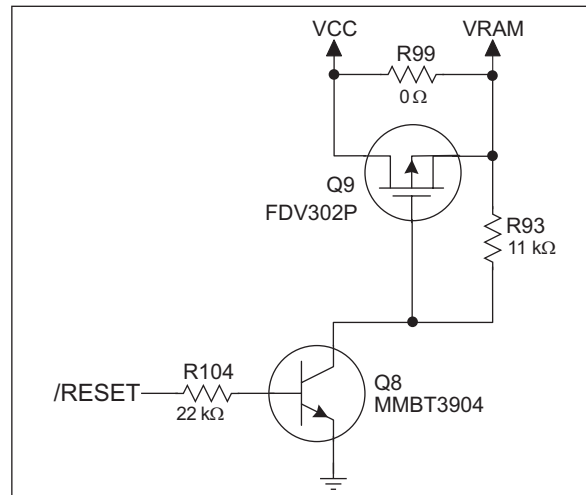 VCC
VRAM
R99
0 Ω
Q9
FDV302P
R93
11 kΩ
R104
/RESET
22 kΩ
Q8
MMBT3904